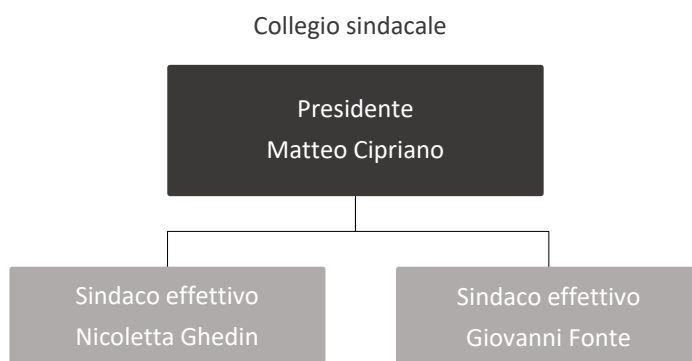 Collegio sindacale
Presidente
Matteo Cipriano
Sindaco effettivo
Nicoletta Ghedin
Sindaco effettivo
Giovanni Fonte